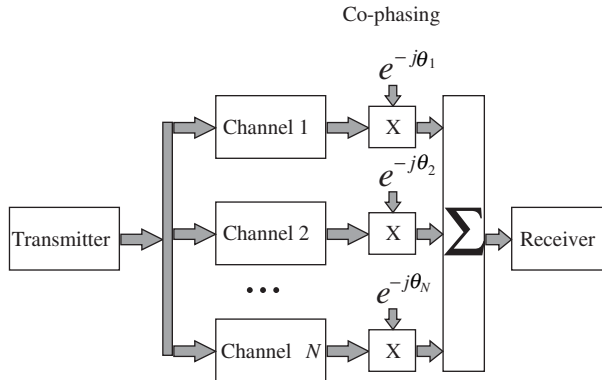 Co-phasing
e^{-jθ_1}
Channel 1
X
e^{-jθ_2}
Transmitter
Channel 2
X
Σ
Receiver
•••
e^{-jθ_N}
Channel N
X